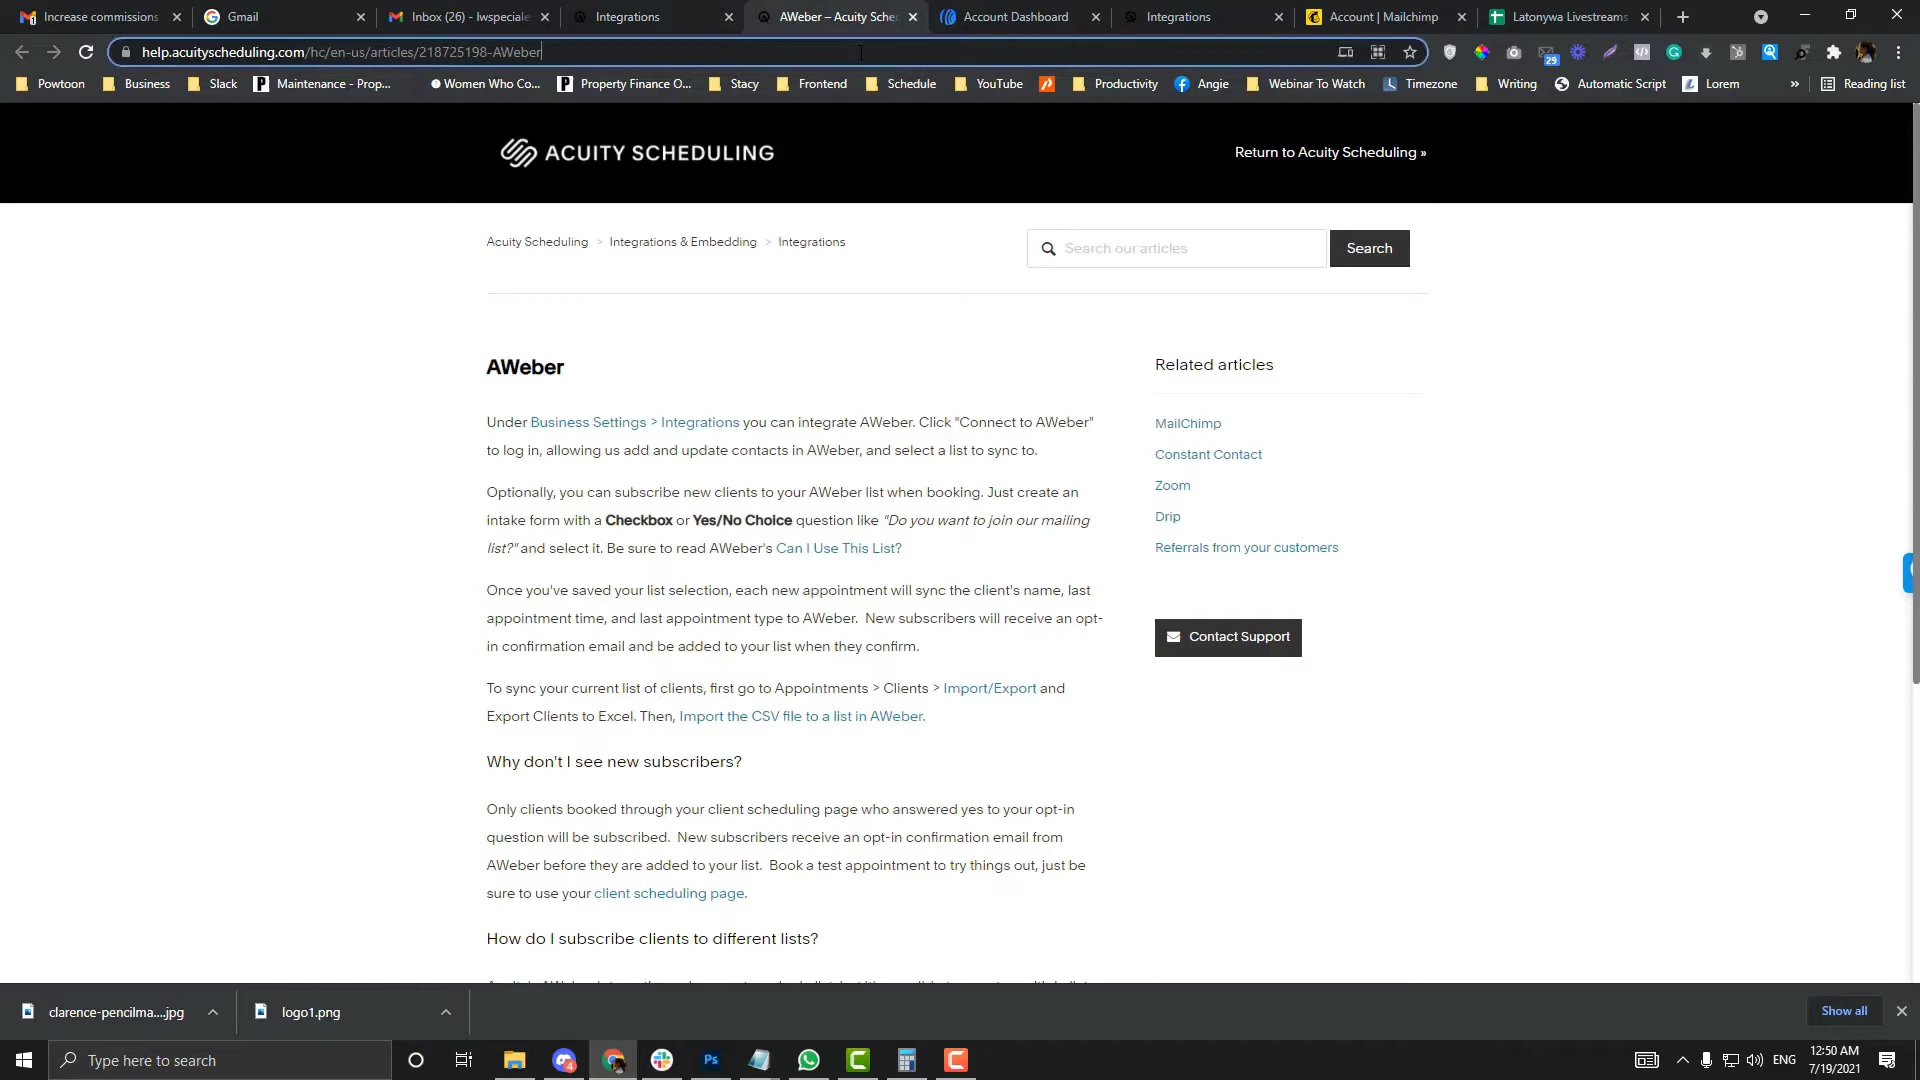 Increase commissions
Gmail
Inbox (26) - lwspeciale
Integrations
AWeber – Acuity Sche
Account Dashboard
Integrations
Account | Mailchimp
Latonywa Livestreams
help.acuityscheduling.com/hc/en-us/articles/218725198-AWeber
29
Powtoon
Business
Slack
Maintenance - Prop...
Women Who Co...
Property Finance O...
Stacy
Frontend
Schedule
YouTube
Productivity
Angie
Webinar To Watch
Timezone
Writing
Automatic Script
Lorem
»
Reading list
ACUITY SCHEDULING
Return to Acuity Scheduling »
Acuity Scheduling > Integrations & Embedding > Integrations
Search our articles
Search
AWeber
Under Business Settings > Integrations you can integrate AWeber. Click "Connect to AWeber"
to log in, allowing us add and update contacts in AWeber, and select a list to sync to.
Optionally, you can subscribe new clients to your AWeber list when booking. Just create an
intake form with a Checkbox or Yes/No Choice question like "Do you want to join our mailing
list?" and select it. Be sure to read AWeber's Can I Use This List?
Once you've saved your list selection, each new appointment will sync the client's name, last
appointment time, and last appointment type to AWeber. New subscribers will receive an opt-
in confirmation email and be added to your list when they confirm.
To sync your current list of clients, first go to Appointments > Clients > Import/Export and
Export Clients to Excel. Then, Import the CSV file to a list in AWeber.
Why don't I see new subscribers?
Only clients booked through your client scheduling page who answered yes to your opt-in
question will be subscribed. New subscribers receive an opt-in confirmation email from
AWeber before they are added to your list. Book a test appointment to try things out, just be
sure to use your client scheduling page.
How do I subscribe clients to different lists?
Related articles
MailChimp
Constant Contact
Zoom
Drip
Referrals from your customers
Contact Support
clarence-pencilma....jpg
logo1.png
Show all
Type here to search
4
Ps
ENG
12:50 AM
7/19/2021